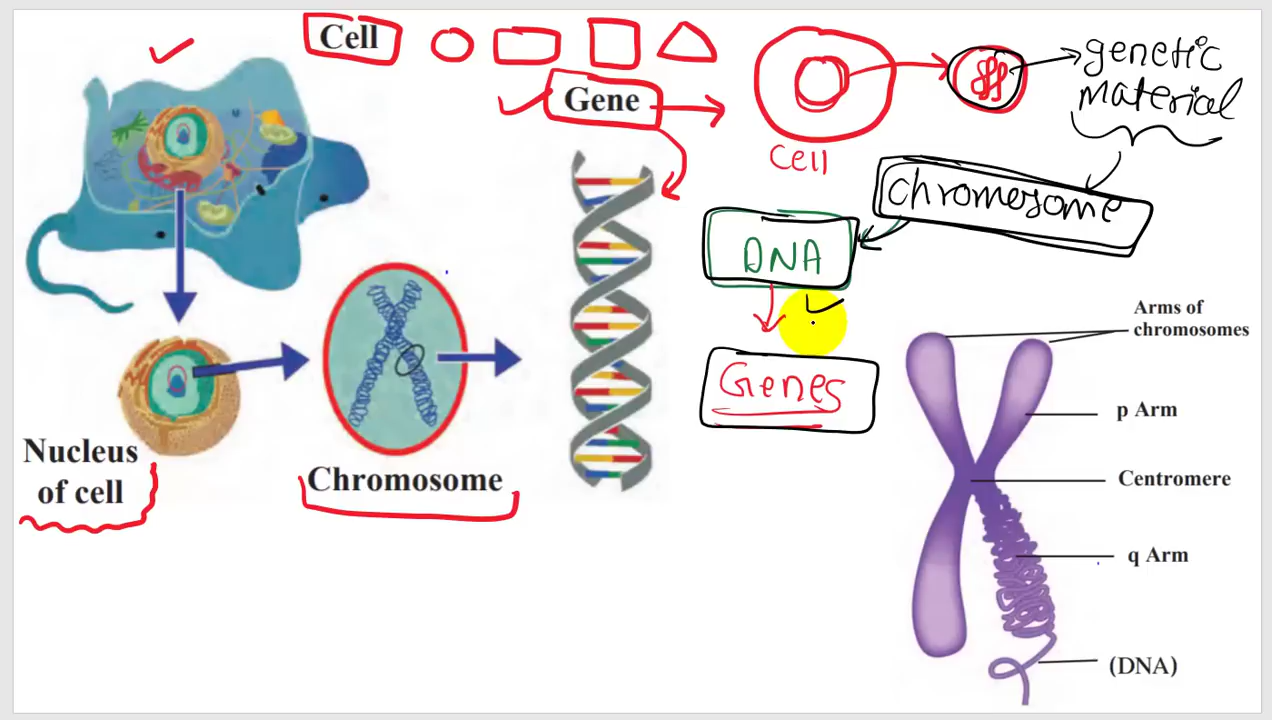 Cell
Gene
Cell
genetic
material
chromosome
DNA
Genes
Nucleus
of cell
Chromosome
Arms of
chromosomes
p Arm
Centromere
q Arm
(DNA)